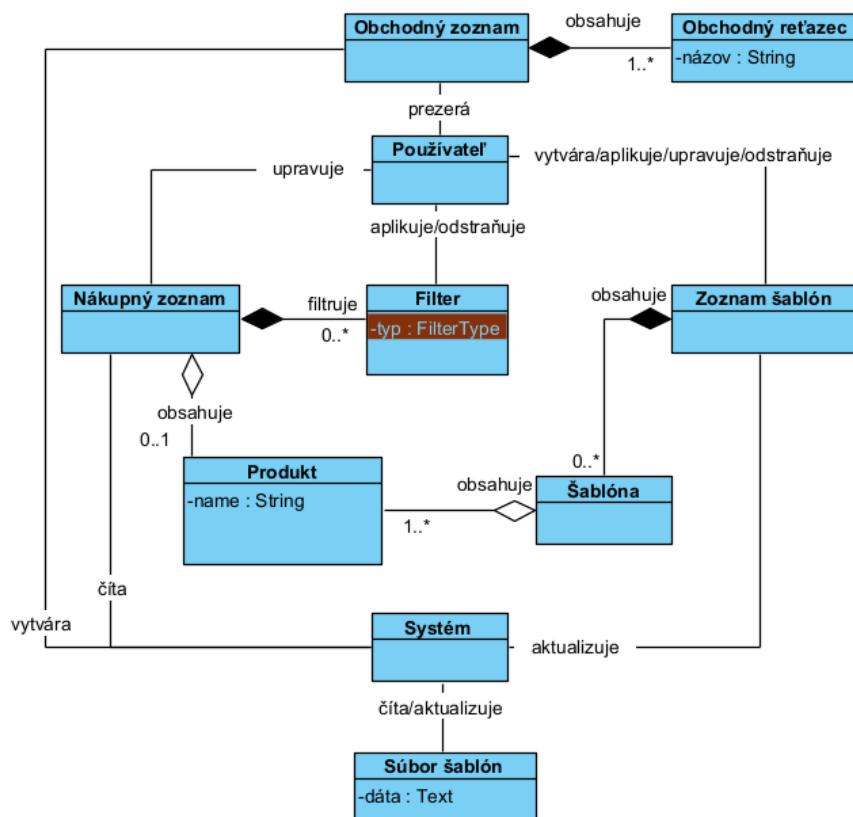 Obchodný zoznam
obsahuje
Obchodný reťazec
-názov : String
1..*
prezerá
Používateľ
vytvára/aplikuje/upravuje/odstraňuje
upravuje
aplikuje/odstraňuje
Nákupný zoznam
filtruje
0..*
Filter
-typ : FilterType
obsahuje
Zoznam šablón
obsahuje
0..1
Produkt
-name : String
obsahuje
1..*
0..*
Šablóna
číta
vytvára
Systém
aktualizuje
číta/aktualizuje
Súbor šablón
-dáta : Text